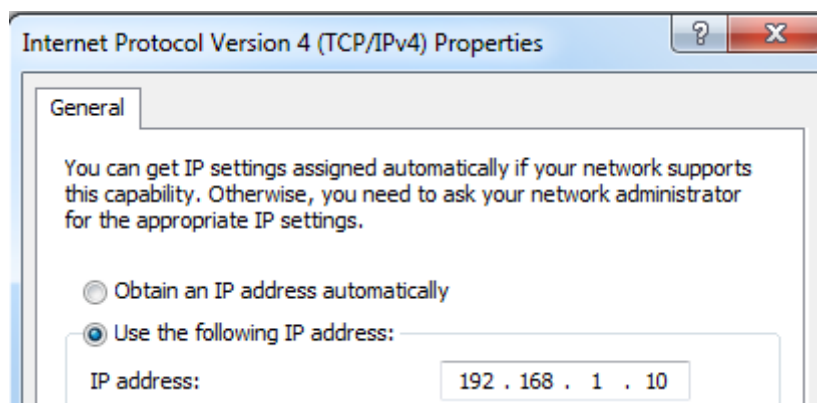 Internet Protocol Version 4 (TCP/IPv4) Properties
?
X
General
You can get IP settings assigned automatically if your network supports
this capability. Otherwise, you need to ask your network administrator
for the appropriate IP settings.
Obtain an IP address automatically
Use the following IP address:
IP address: 192 . 168 . 1 . 10